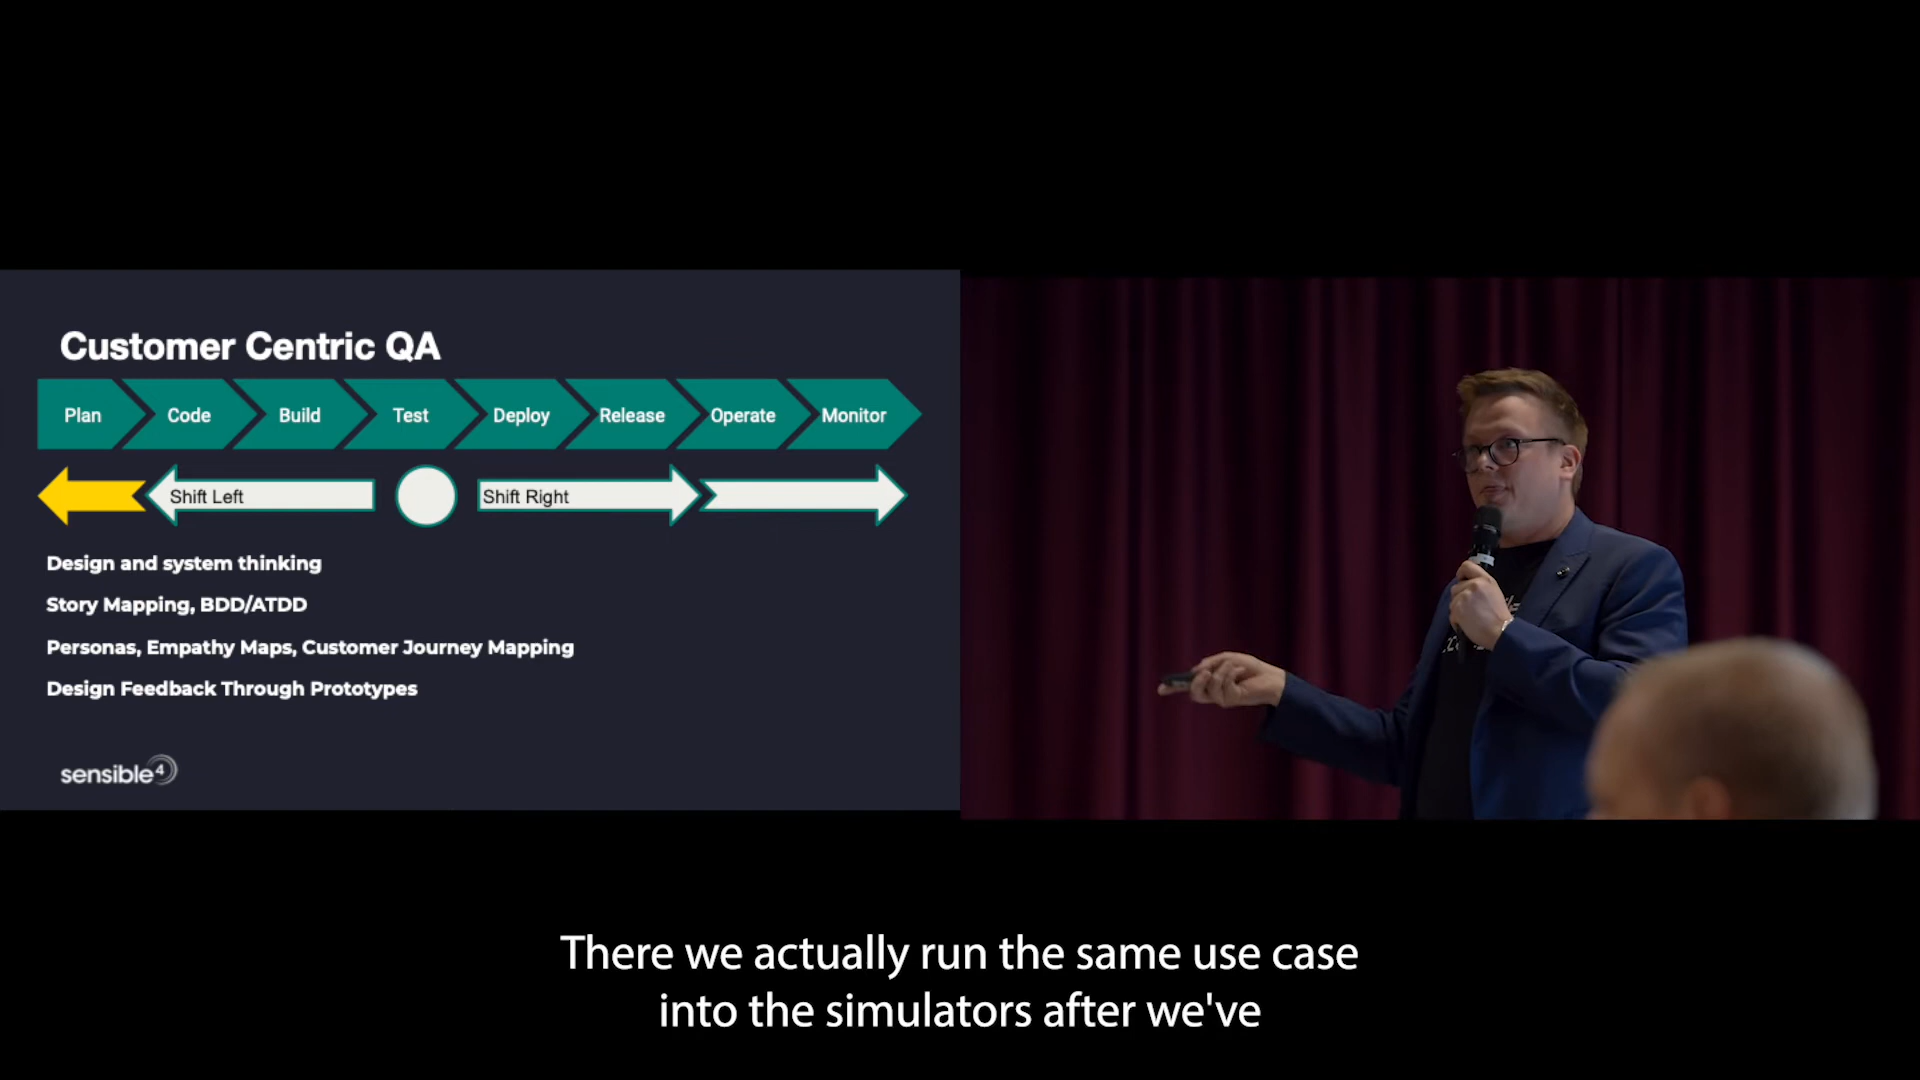 Customer Centric QA
Plan Code Build Test Deploy Release Operate Monitor
Shift Left Shift Right
Design and system thinking
Story Mapping, BDD/ATDD
Personas, Empathy Maps, Customer Journey Mapping
Design Feedback Through Prototypes
sensible4
There we actually run the same use case
into the simulators after we've